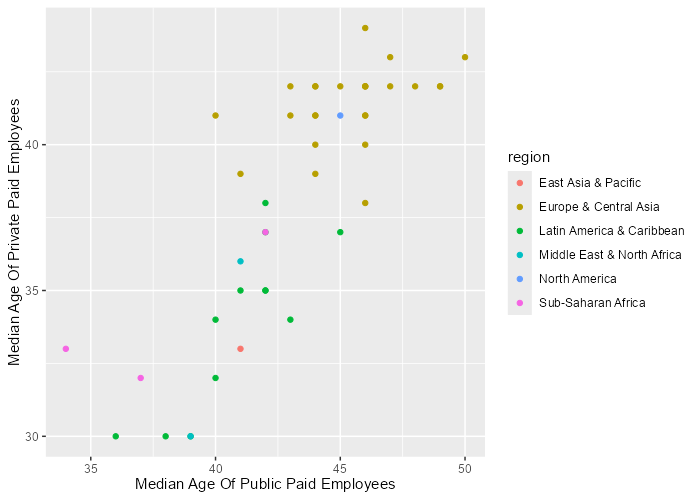 Median Age Of Private Paid Employees
40
35
30
35
40
45
50
Median Age Of Public Paid Employees
region
East Asia & Pacific
Europe & Central Asia
Latin America & Caribbean
Middle East & North Africa
North America
Sub-Saharan Africa